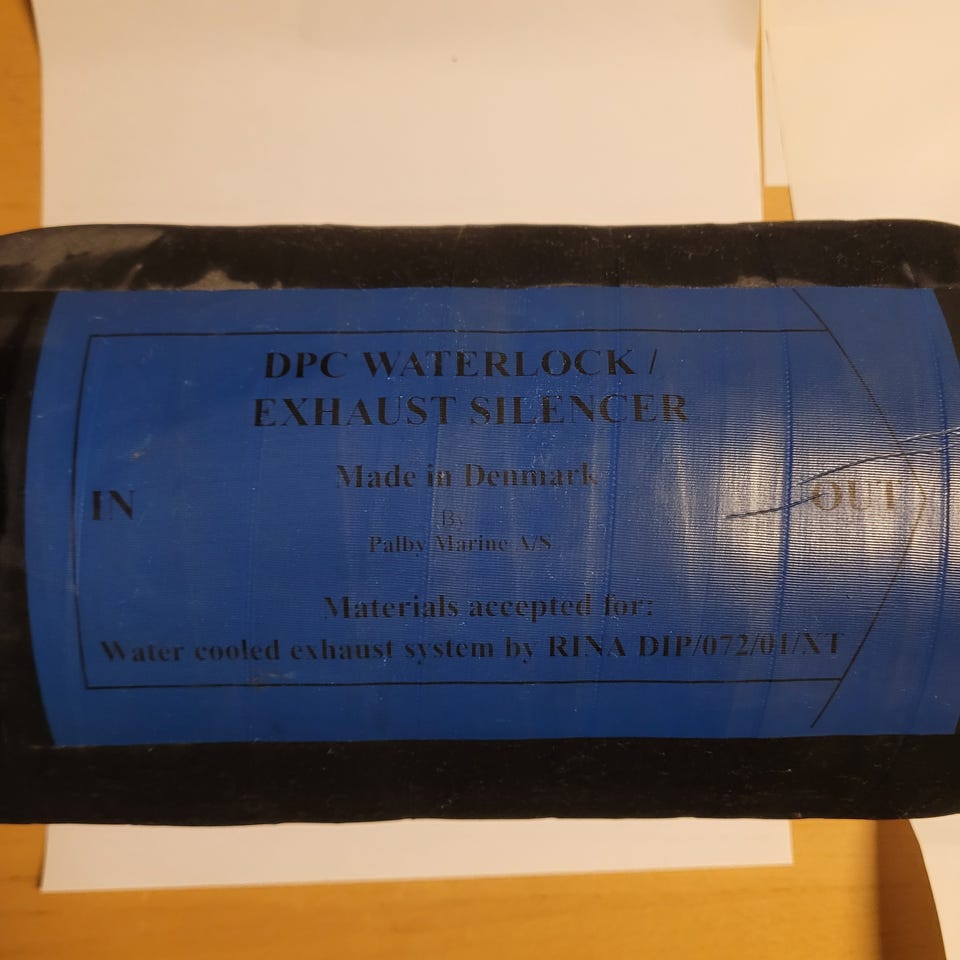 DPC WATERLOCK /
EXHAUST SILENCER
Made in Denmark
IN
OUT
By
Palby Marine A/S
Materials accepted for:
Water cooled exhaust system by RINA DIP/072/01/XT